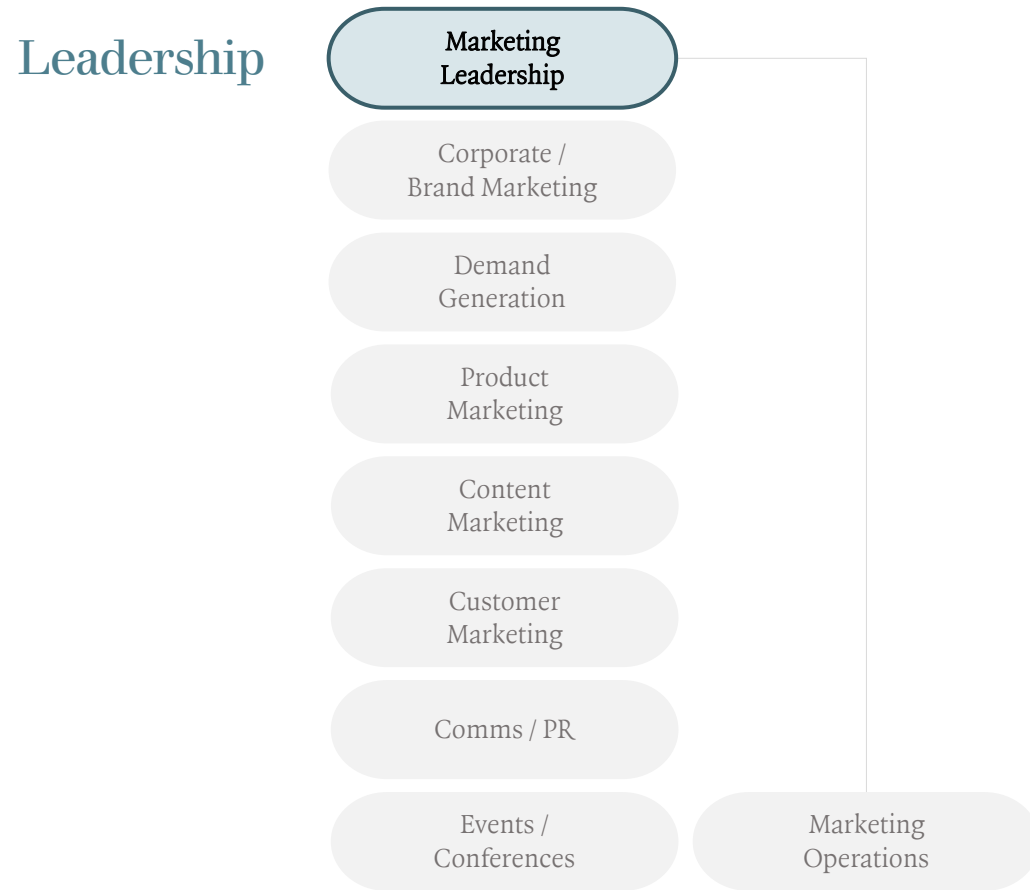 Leadership
Marketing
Leadership
Corporate /
Brand Marketing
Demand
Generation
Product
Marketing
Content
Marketing
Customer
Marketing
Comms / PR
Events /
Conferences
Marketing
Operations